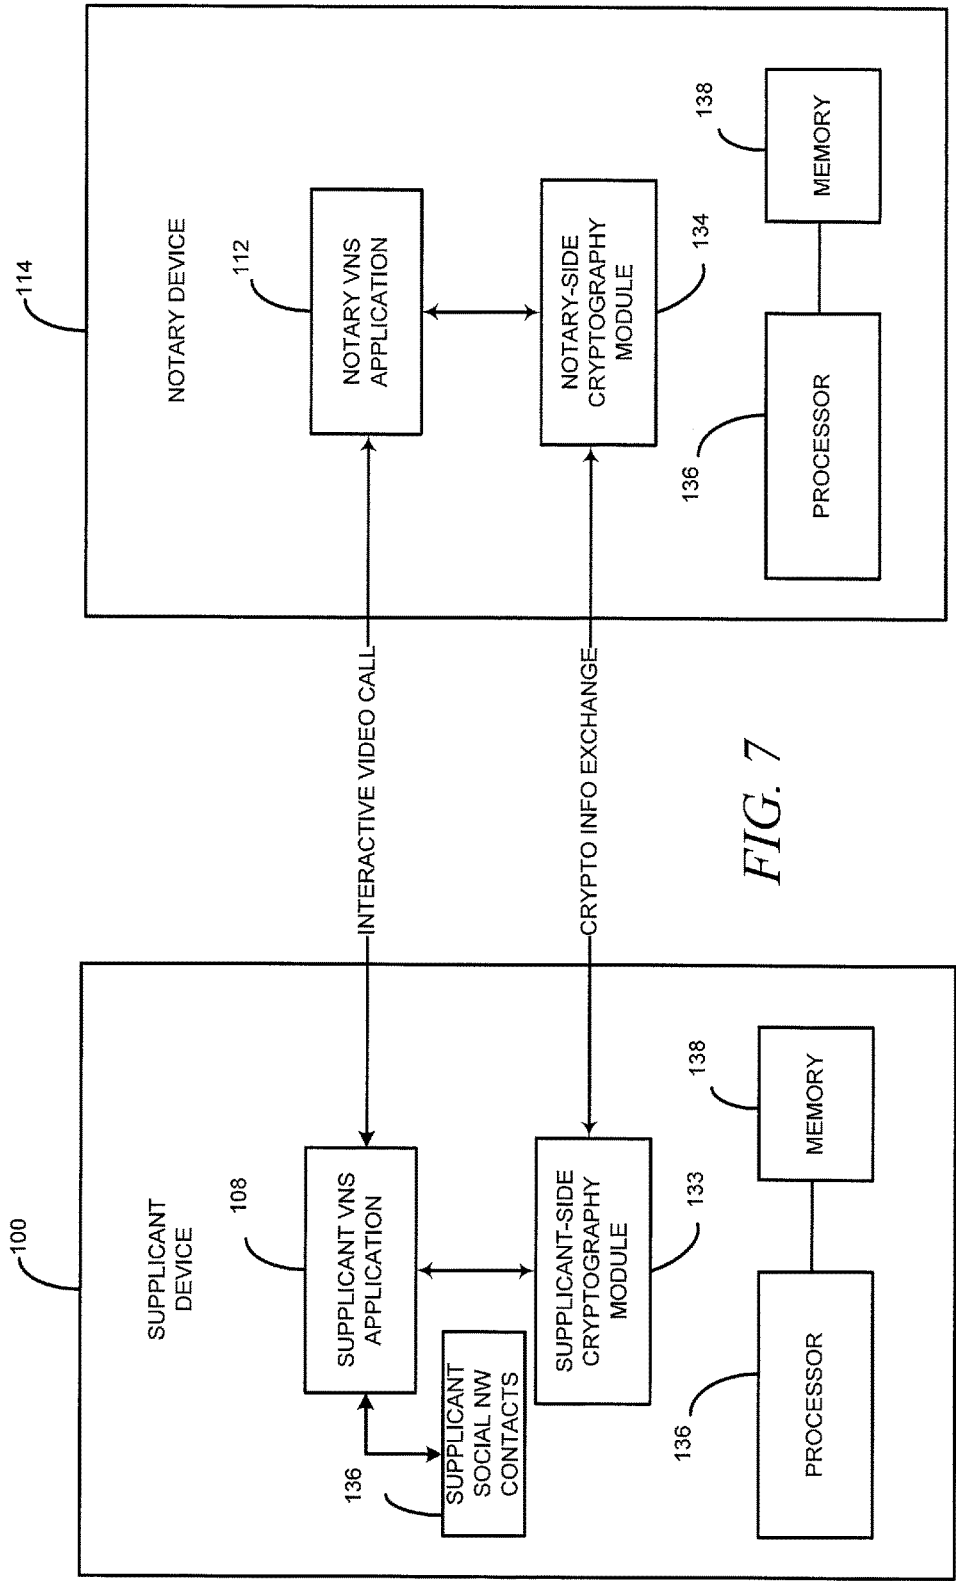 100
SUPPLICANT
DEVICE
108
SUPPLICANT VNS
APPLICATION
136
SUPPLICANT
SOCIAL NW
CONTACTS
SUPPLICANT-SIDE
CRYPTOGRAPHY
MODULE
133
136
PROCESSOR
138
MEMORY
INTERACTIVE VIDEO CALL
CRYPTO INFO EXCHANGE
114
NOTARY DEVICE
112
NOTARY VNS
APPLICATION
NOTARY-SIDE
CRYPTOGRAPHY
MODULE
134
136
PROCESSOR
138
MEMORY
FIG. 7